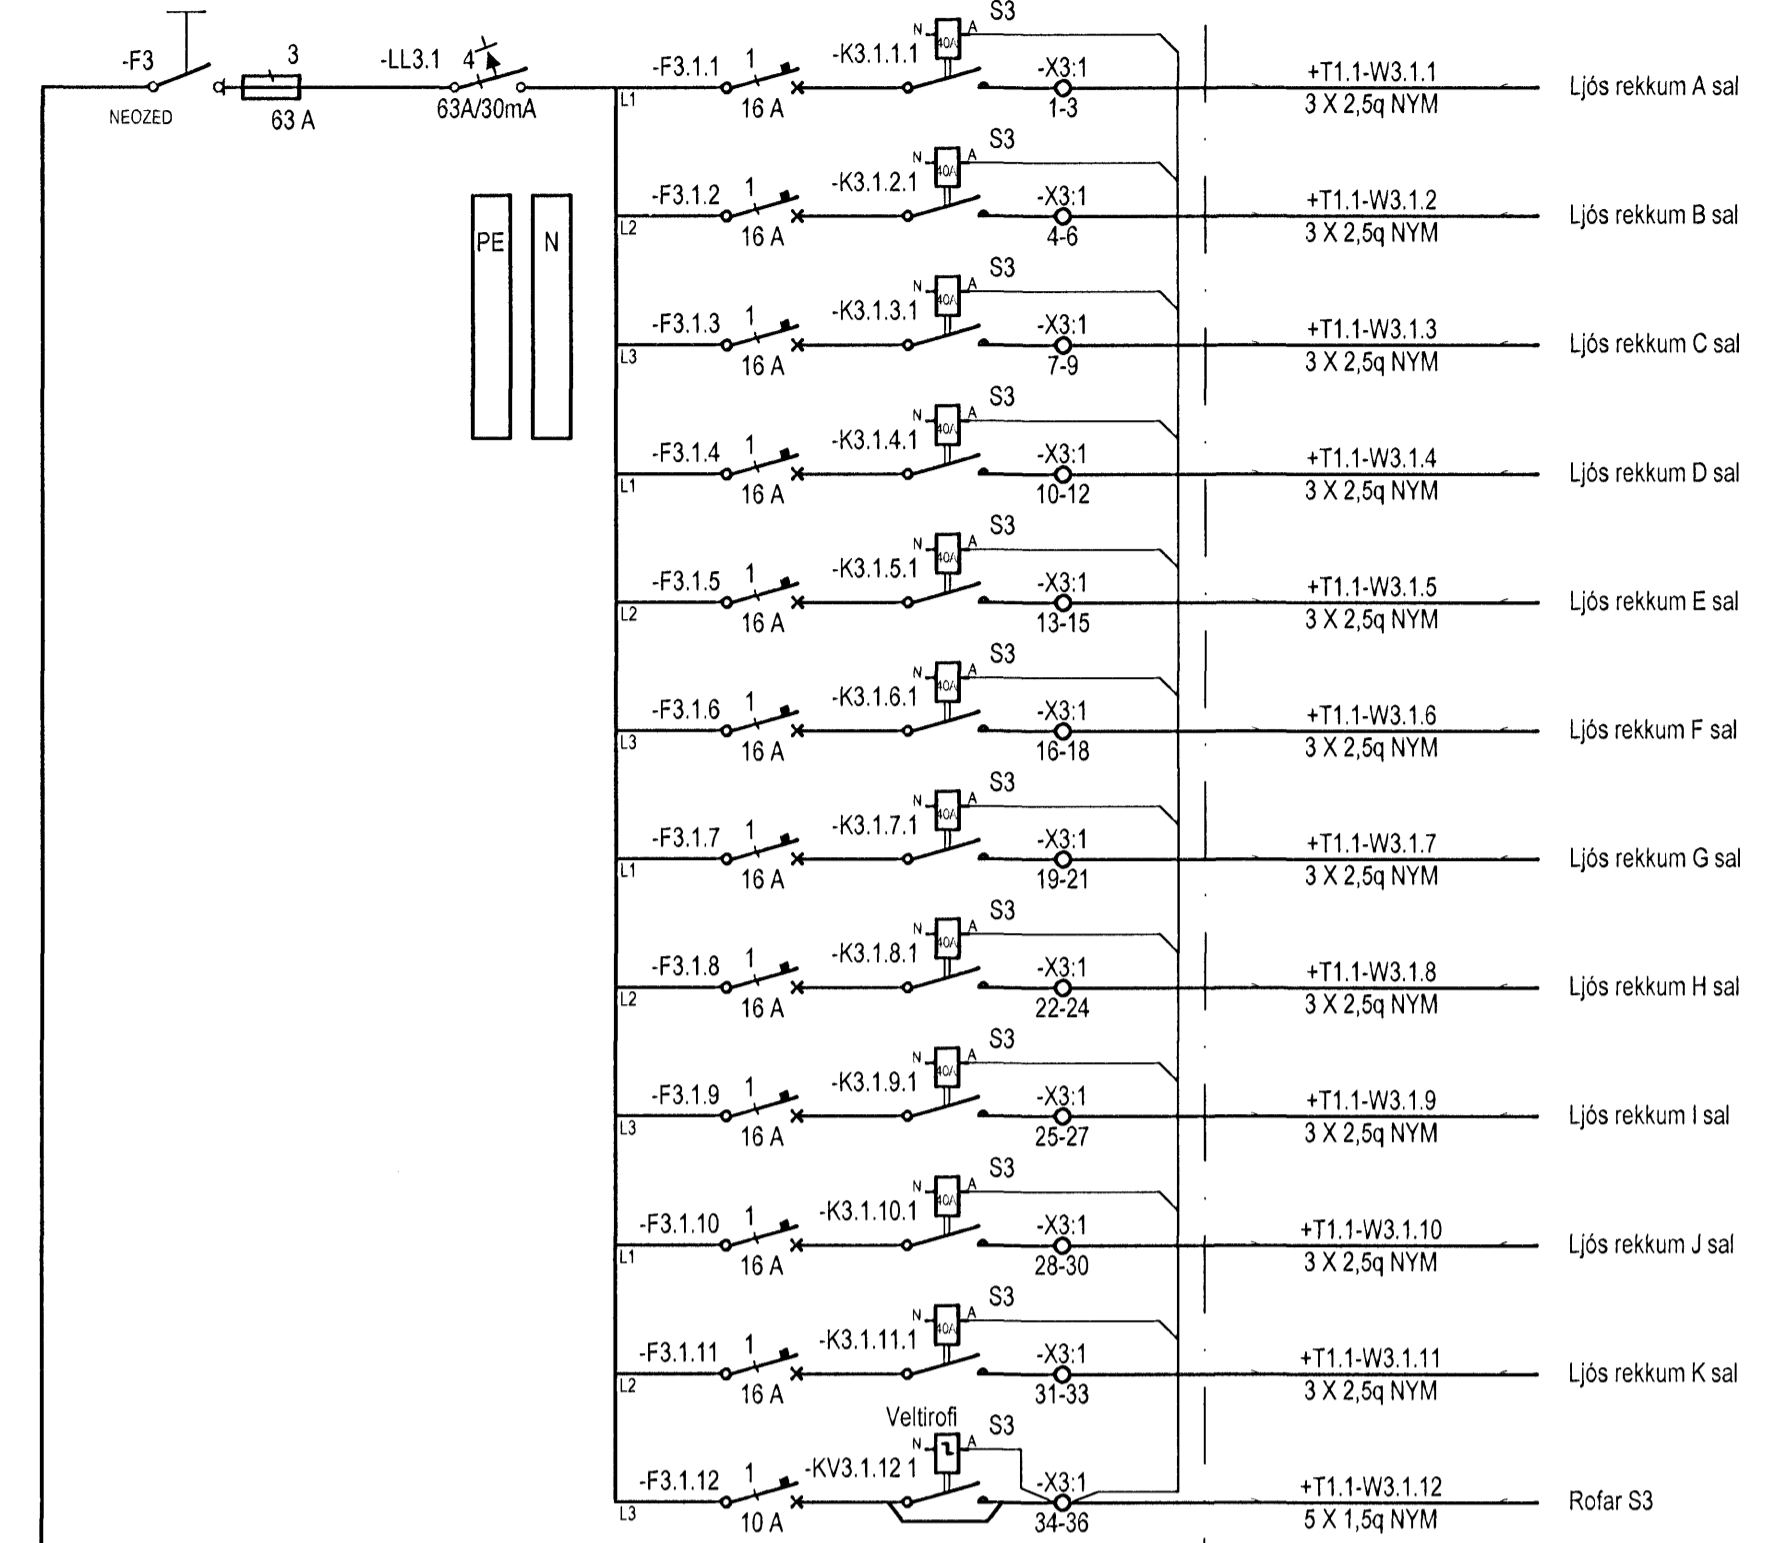 -F3
NEOZED
3
63 A
-LL3.1
4
63A/30mA
PE
N
L1
-F3.1.1
1
16 A
-K3.1.1.1
N
40A
A
S3
-X3:1
1-3
+T1.1-W3.1.1
3 X 2,5q NYM
Ljós rekkum A sal
L2
-F3.1.2
1
16 A
-K3.1.2.1
N
40A
A
S3
-X3:1
4-6
+T1.1-W3.1.2
3 X 2,5q NYM
Ljós rekkum B sal
L3
-F3.1.3
1
16 A
-K3.1.3.1
N
40A
A
S3
-X3:1
7-9
+T1.1-W3.1.3
3 X 2,5q NYM
Ljós rekkum C sal
L1
-F3.1.4
1
16 A
-K3.1.4.1
N
40A
A
S3
-X3:1
10-12
+T1.1-W3.1.4
3 X 2,5q NYM
Ljós rekkum D sal
L2
-F3.1.5
1
16 A
-K3.1.5.1
N
40A
A
S3
-X3:1
13-15
+T1.1-W3.1.5
3 X 2,5q NYM
Ljós rekkum E sal
L3
-F3.1.6
1
16 A
-K3.1.6.1
N
40A
A
S3
-X3:1
16-18
+T1.1-W3.1.6
3 X 2,5q NYM
Ljós rekkum F sal
L1
-F3.1.7
1
16 A
-K3.1.7.1
N
40A
A
S3
-X3:1
19-21
+T1.1-W3.1.7
3 X 2,5q NYM
Ljós rekkum G sal
L2
-F3.1.8
1
16 A
-K3.1.8.1
N
40A
A
S3
-X3:1
22-24
+T1.1-W3.1.8
3 X 2,5q NYM
Ljós rekkum H sal
L3
-F3.1.9
1
16 A
-K3.1.9.1
N
40A
A
S3
-X3:1
25-27
+T1.1-W3.1.9
3 X 2,5q NYM
Ljós rekkum I sal
L1
-F3.1.10
1
16 A
-K3.1.10.1
N
40A
A
S3
-X3:1
28-30
+T1.1-W3.1.10
3 X 2,5q NYM
Ljós rekkum J sal
L2
-F3.1.11
1
16 A
-K3.1.11.1
N
40A
A
S3
-X3:1
31-33
+T1.1-W3.1.11
3 X 2,5q NYM
Ljós rekkum K sal
L3
-F3.1.12
1
10 A
Veltirofi
-KV3.1.12 1
N
A
S3
-X3:1
34-36
+T1.1-W3.1.12
5 X 1,5q NYM
Rofar S3